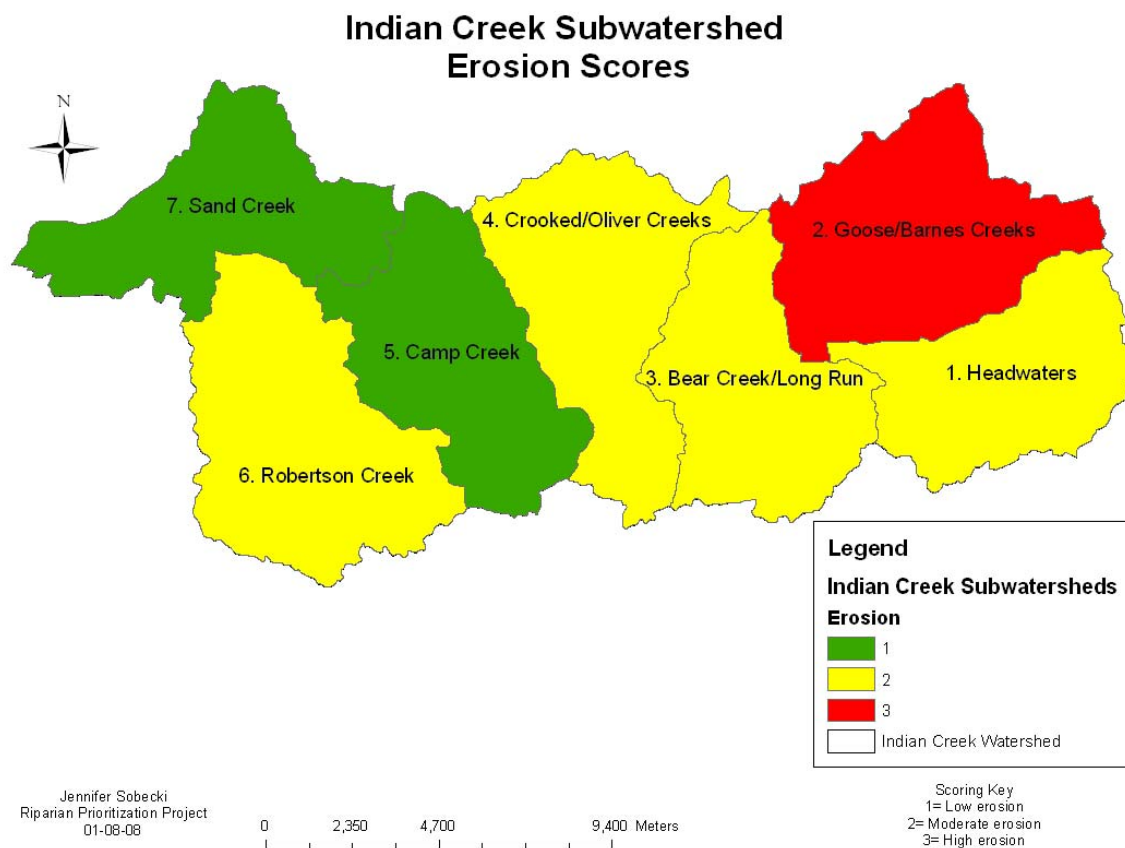 Indian Creek Subwatershed
Erosion Scores
N
7. Sand Creek
4. Crooked/Oliver Creeks
2. Goose/Barnes Creeks
5. Camp Creek
3. Bear Creek/Long Run
1. Headwaters
6. Robertson Creek
Legend
Indian Creek Subwatersheds
Erosion
1
2
3
Indian Creek Watershed
Jennifer Sobecki
Riparian Prioritization Project
01-08-08
0 2,350 4,700 9,400 Meters
Scoring Key
1= Low erosion
2= Moderate erosion
3= High erosion